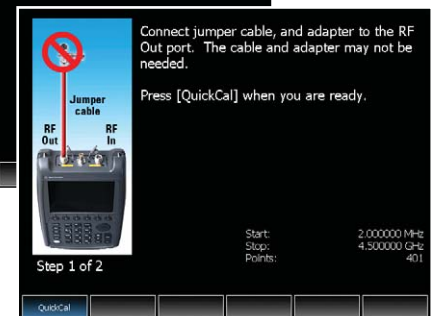 Connect jumper cable, and adapter to the RF
Out port. The cable and adapter may not be
needed.
Press [QuickCal] when you are ready.
Jumper
cable
RF
Out
RF
In
Start: 2.000000 MHz
Stop: 4.500000 GHz
Points: 401
Step 1 of 2
QuickCal